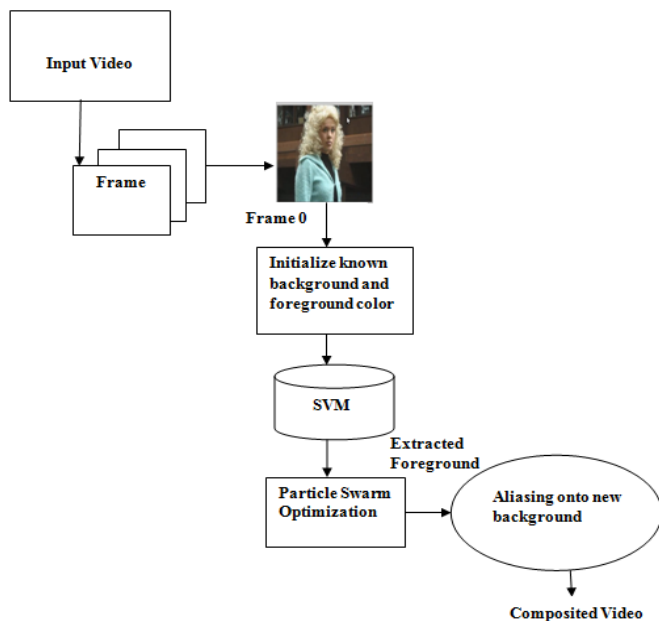 Input Video
Frame
Frame 0
Initialize known
background and
foreground color
SVM
Extracted
Foreground
Particle Swarm
Optimization
Aliasing onto new
background
Composited Video